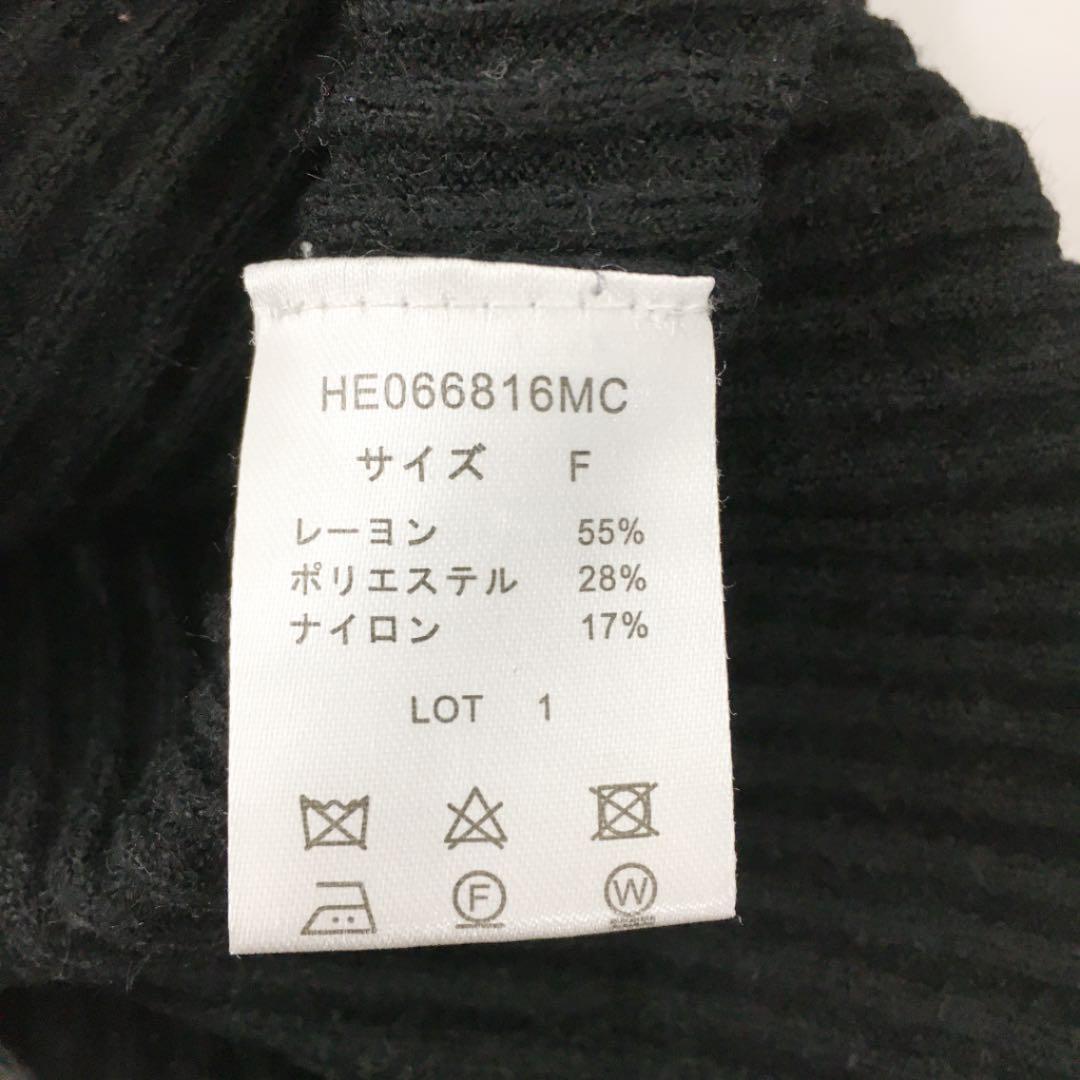 HE066816MC
サイズ F
レーヨン 55%
ポリエステル 28%
ナイロン 17%
LOT 1
F W